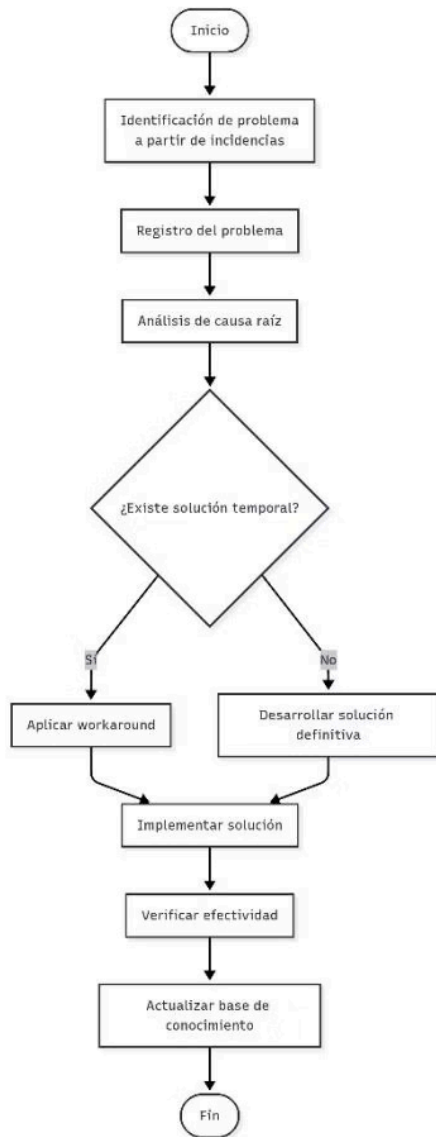 Inicio
Identificación de problema
a partir de incidencias
Registro del problema
Análisis de causa raíz
¿Existe solución temporal?
Sí
No
Aplicar workaround
Desarrollar solución
definitiva
Implementar solución
Verificar efectividad
Actualizar base de
conocimiento
Fin